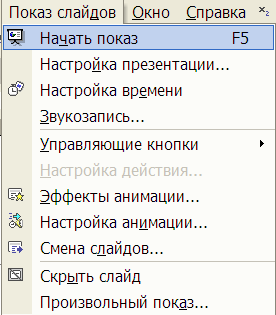 Показ слайдов Окно Справка ×
Начать показ F5
Настройка презентации...
Настройка времени
Звукозапись...
Управляющие кнопки
Настройка действия...
Эффекты анимации...
Настройка анимации...
Смена слайдов...
Скрыть слайд
Произвольный показ...